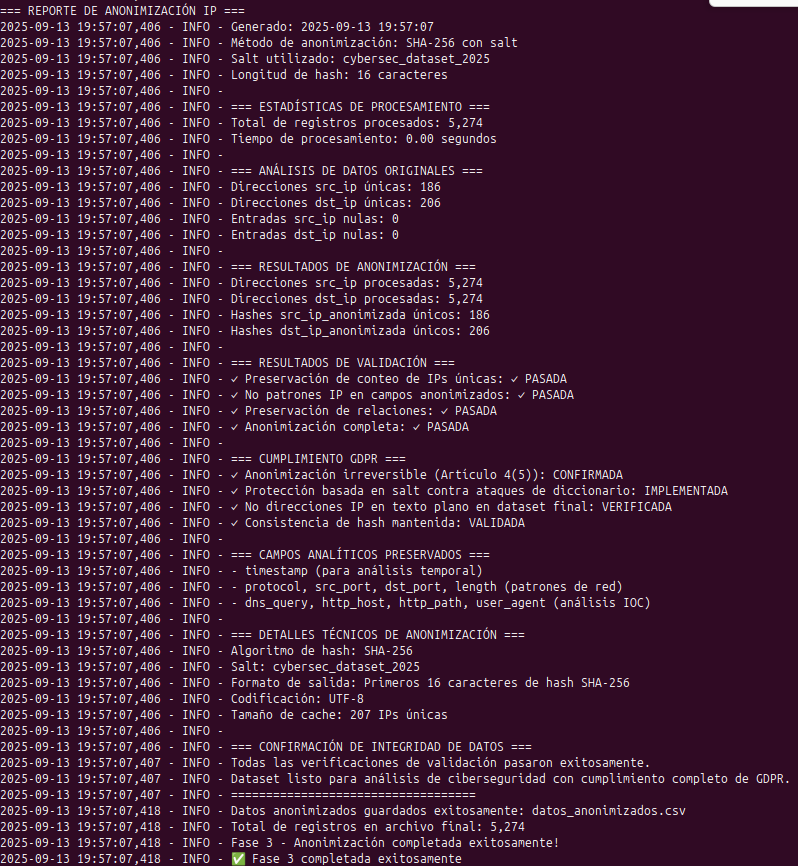 === REPORTE DE ANONIMIZACIÓN IP ===
2025-09-13 19:57:07,406 - INFO - Generado: 2025-09-13 19:57:07
2025-09-13 19:57:07,406 - INFO - Método de anonimización: SHA-256 con salt
2025-09-13 19:57:07,406 - INFO - Salt utilizado: cybersec_dataset_2025
2025-09-13 19:57:07,406 - INFO - Longitud de hash: 16 caracteres
2025-09-13 19:57:07,406 - INFO -
2025-09-13 19:57:07,406 - INFO - === ESTADÍSTICAS DE PROCESAMIENTO ===
2025-09-13 19:57:07,406 - INFO - Total de registros procesados: 5,274
2025-09-13 19:57:07,406 - INFO - Tiempo de procesamiento: 0.00 segundos
2025-09-13 19:57:07,406 - INFO -
2025-09-13 19:57:07,406 - INFO - === ANÁLISIS DE DATOS ORIGINALES ===
2025-09-13 19:57:07,406 - INFO - Direcciones src_ip únicas: 186
2025-09-13 19:57:07,406 - INFO - Direcciones dst_ip únicas: 206
2025-09-13 19:57:07,406 - INFO - Entradas src_ip nulas: 0
2025-09-13 19:57:07,406 - INFO - Entradas dst_ip nulas: 0
2025-09-13 19:57:07,406 - INFO -
2025-09-13 19:57:07,406 - INFO - === RESULTADOS DE ANONIMIZACIÓN ===
2025-09-13 19:57:07,406 - INFO - Direcciones src_ip procesadas: 5,274
2025-09-13 19:57:07,406 - INFO - Direcciones dst_ip procesadas: 5,274
2025-09-13 19:57:07,406 - INFO - Hashes src_ip_anonimizada únicos: 186
2025-09-13 19:57:07,406 - INFO - Hashes dst_ip_anonimizada únicos: 206
2025-09-13 19:57:07,406 - INFO -
2025-09-13 19:57:07,406 - INFO - === RESULTADOS DE VALIDACIÓN ===
2025-09-13 19:57:07,406 - INFO - ✓ Preservación de conteo de IPs únicas: ✓ PASADA
2025-09-13 19:57:07,406 - INFO - ✓ No patrones IP en campos anonimizados: ✓ PASADA
2025-09-13 19:57:07,406 - INFO - ✓ Preservación de relaciones: ✓ PASADA
2025-09-13 19:57:07,406 - INFO - ✓ Anonimización completa: ✓ PASADA
2025-09-13 19:57:07,406 - INFO -
2025-09-13 19:57:07,406 - INFO - === CUMPLIMIENTO GDPR ===
2025-09-13 19:57:07,406 - INFO - ✓ Anonimización irreversible (Artículo 4(5)): CONFIRMADA
2025-09-13 19:57:07,406 - INFO - ✓ Protección basada en salt contra ataques de diccionario: IMPLEMENTADA
2025-09-13 19:57:07,406 - INFO - ✓ No direcciones IP en texto plano en dataset final: VERIFICADA
2025-09-13 19:57:07,406 - INFO - ✓ Consistencia de hash mantenida: VALIDADA
2025-09-13 19:57:07,406 - INFO -
2025-09-13 19:57:07,406 - INFO - === CAMPOS ANALÍTICOS PRESERVADOS ===
2025-09-13 19:57:07,406 - INFO - - timestamp (para análisis temporal)
2025-09-13 19:57:07,406 - INFO - - protocol, src_port, dst_port, length (patrones de red)
2025-09-13 19:57:07,406 - INFO - - dns_query, http_host, http_path, user_agent (análisis IOC)
2025-09-13 19:57:07,406 - INFO -
2025-09-13 19:57:07,406 - INFO - === DETALLES TÉCNICOS DE ANONIMIZACIÓN ===
2025-09-13 19:57:07,406 - INFO - Algoritmo de hash: SHA-256
2025-09-13 19:57:07,406 - INFO - Salt: cybersec_dataset_2025
2025-09-13 19:57:07,406 - INFO - Formato de salida: Primeros 16 caracteres de hash SHA-256
2025-09-13 19:57:07,406 - INFO - Codificación: UTF-8
2025-09-13 19:57:07,406 - INFO - Tamaño de cache: 207 IPs únicas
2025-09-13 19:57:07,406 - INFO -
2025-09-13 19:57:07,406 - INFO - === CONFIRMACIÓN DE INTEGRIDAD DE DATOS ===
2025-09-13 19:57:07,407 - INFO - Todas las verificaciones de validación pasaron exitosamente.
2025-09-13 19:57:07,407 - INFO - Dataset listo para análisis de ciberseguridad con cumplimiento completo de GDPR.
2025-09-13 19:57:07,407 - INFO - ===================================
2025-09-13 19:57:07,418 - INFO - Datos anonimizados guardados exitosamente: datos_anonimizados.csv
2025-09-13 19:57:07,418 - INFO - Total de registros en archivo final: 5,274
2025-09-13 19:57:07,418 - INFO - Fase 3 - Anonimización completada exitosamente!
2025-09-13 19:57:07,418 - INFO - ✅ Fase 3 completada exitosamente